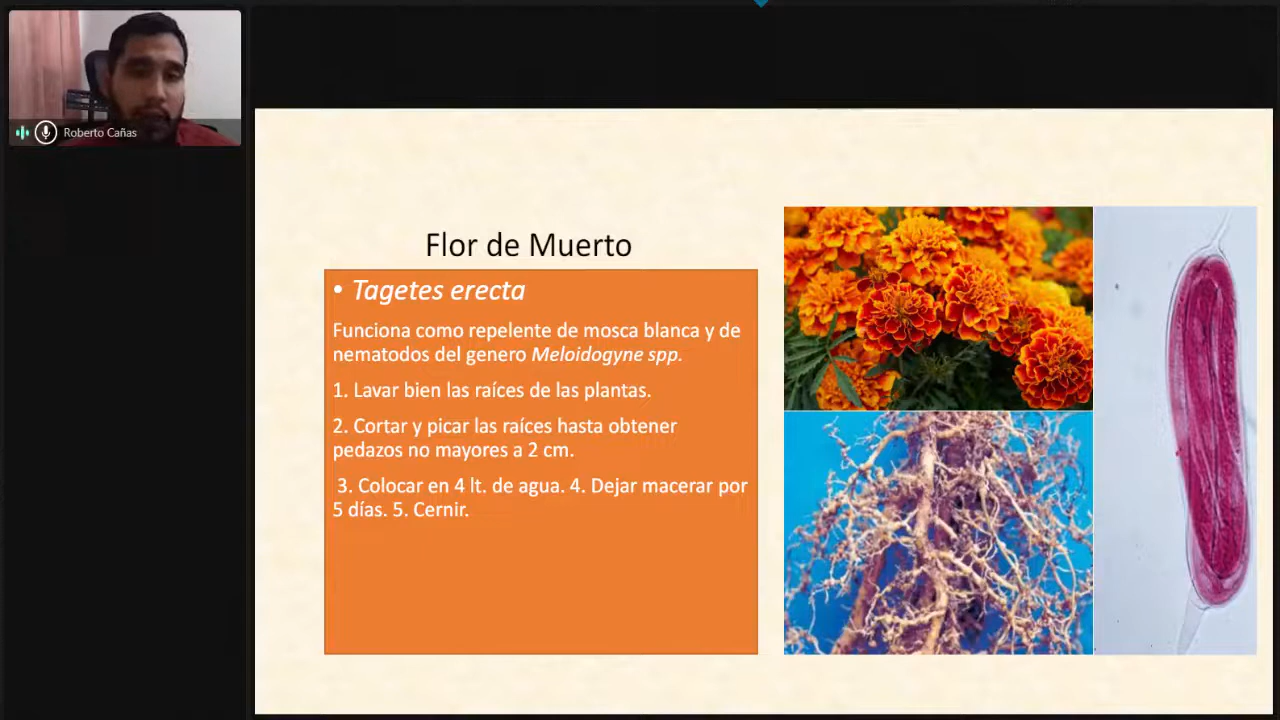 Roberto Cañas
Flor de Muerto
• Tagetes erecta
Funciona como repelente de mosca blanca y de
nematodos del genero Meloidogyne spp.
1. Lavar bien las raíces de las plantas.
2. Cortar y picar las raíces hasta obtener
pedazos no mayores a 2 cm.
3. Colocar en 4 lt. de agua. 4. Dejar macerar por
5 días. 5. Cernir.